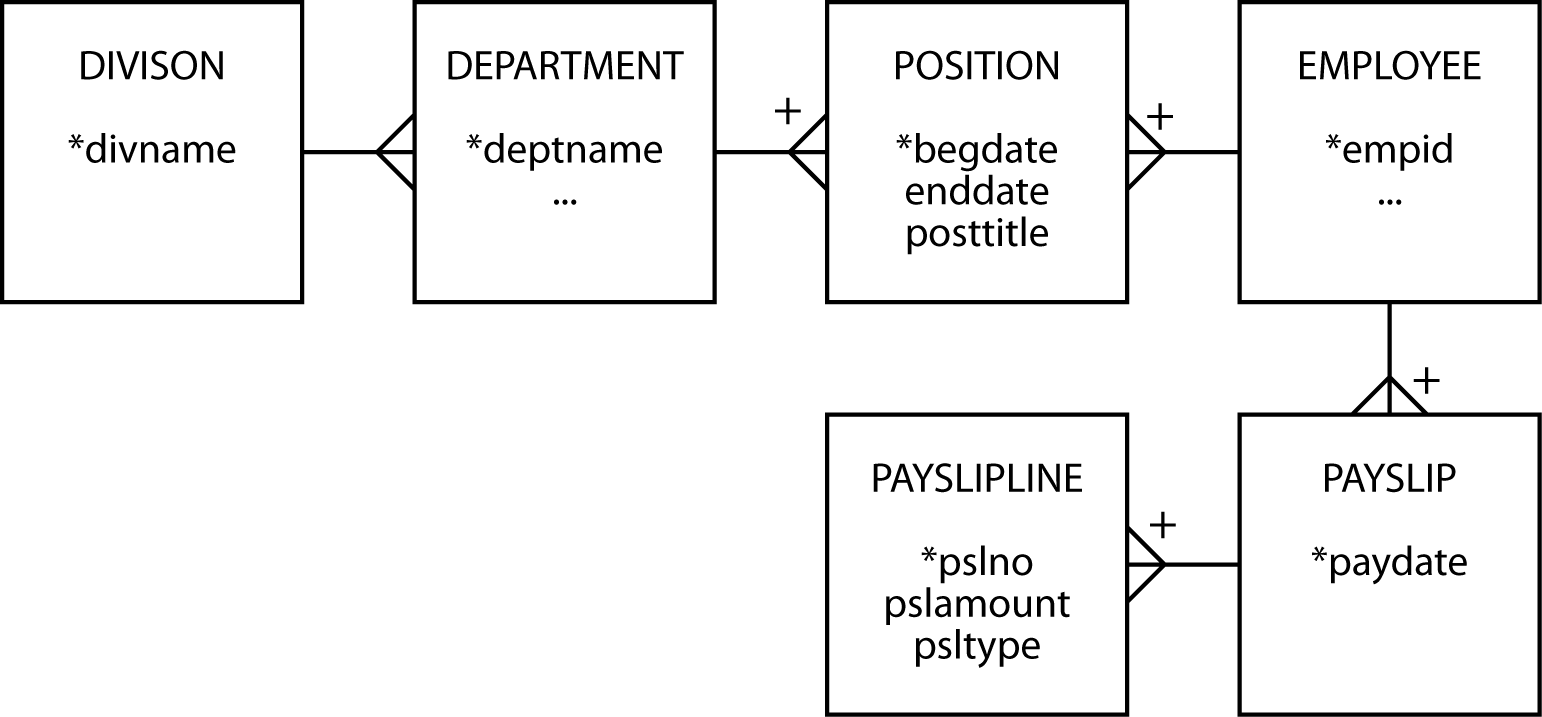 DIVISON
*divname
DEPARTMENT
*deptname
...
+
POSITION
*begdate
enddate
posttitle
+
EMPLOYEE
*empid
...
+
PAYSLIPLINE
*pslno
pslamount
psltype
+
PAYSLIP
*paydate